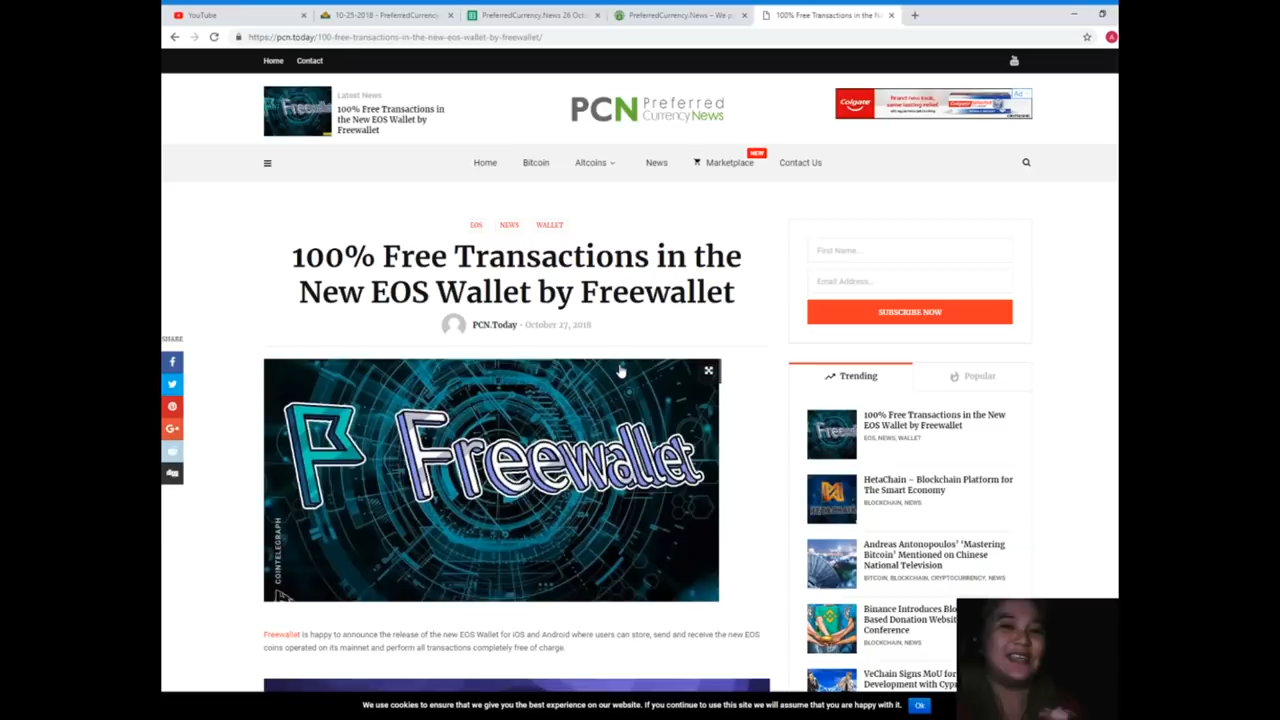 YouTube
10-25-2018 - PreferredCurrency
PreferredCurrency.News 26 Oct
PreferredCurrency.News – We p
100% Free Transactions in the N
https://pcn.today/100-free-transactions-in-the-new-eos-wallet-by-freewallet/
Home
Contact
Latest News
100% Free Transactions in
the New EOS Wallet by
Freewallet
PCN Preferred
Currency News
Colgate
Brand new look,
same lasting relief
Ad
Home
Bitcoin
Altcoins
News
Marketplace
NEW
Contact Us
EOS
NEWS
WALLET
100% Free Transactions in the
New EOS Wallet by Freewallet
PCN.Today - October 27, 2018
SHARE
Freewallet
COINTELEGRAPH
Freewallet is happy to announce the release of the new EOS Wallet for iOS and Android where users can store, send and receive the new EOS
coins operated on its mainnet and perform all transactions completely free of charge.
First Name...
Email Address..
SUBSCRIBE NOW
Trending
Popular
100% Free Transactions in the New
EOS Wallet by Freewallet
EOS, NEWS, WALLET
HetaChain – Blockchain Platform for
The Smart Economy
BLOCKCHAIN, NEWS
Andreas Antonopoulos' 'Mastering
Bitcoin' Mentioned on Chinese
National Television
BITCOIN, BLOCKCHAIN, CRYPTOCURRENCY, NEWS
Binance Introduces Blo
Based Donation Websit
Conference
BLOCKCHAIN, NEWS
VeChain Signs MoU for
Development with Cyp
We use cookies to ensure that we give you the best experience on our website. If you continue to use this site we will assume that you are happy with it.
Ok